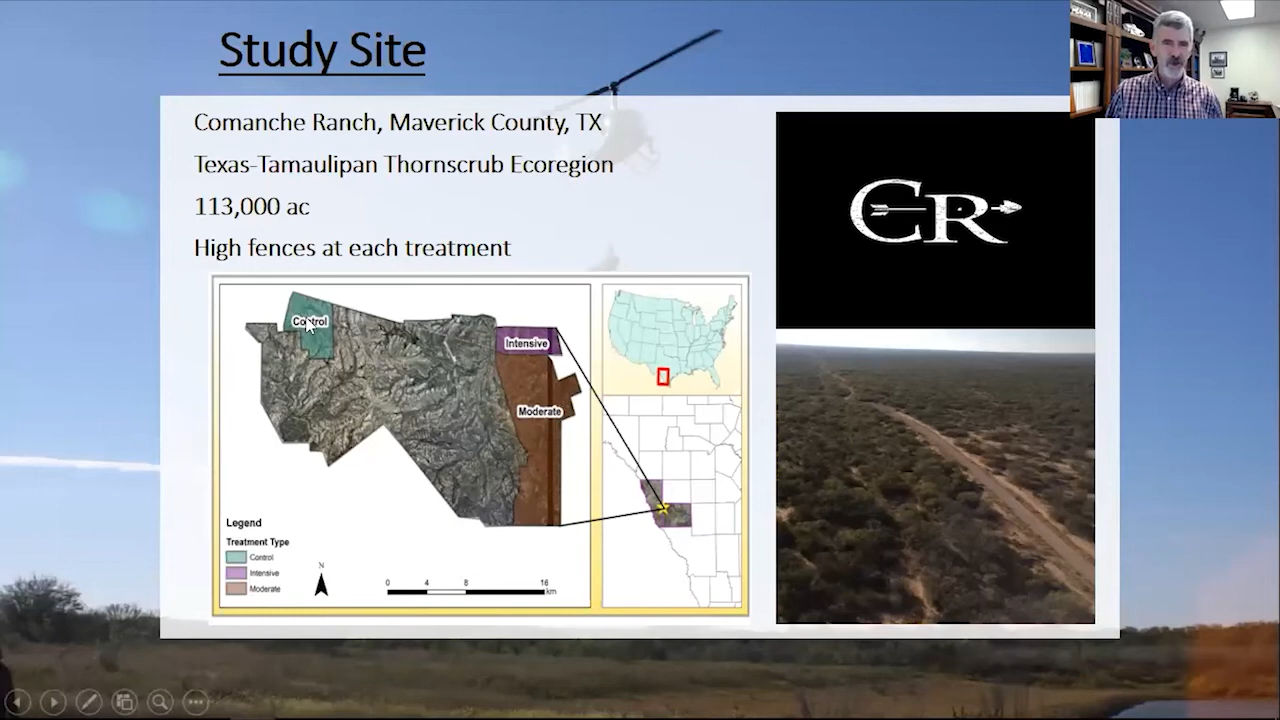 Study Site
Comanche Ranch, Maverick County, TX
Texas-Tamaulipan Thornscrub Ecoregion
113,000 ac
High fences at each treatment
CR
Control
Intensive
Moderate
Legend
Treatment Type
Control
Intensive
Moderate
N
0 4 8 16
km